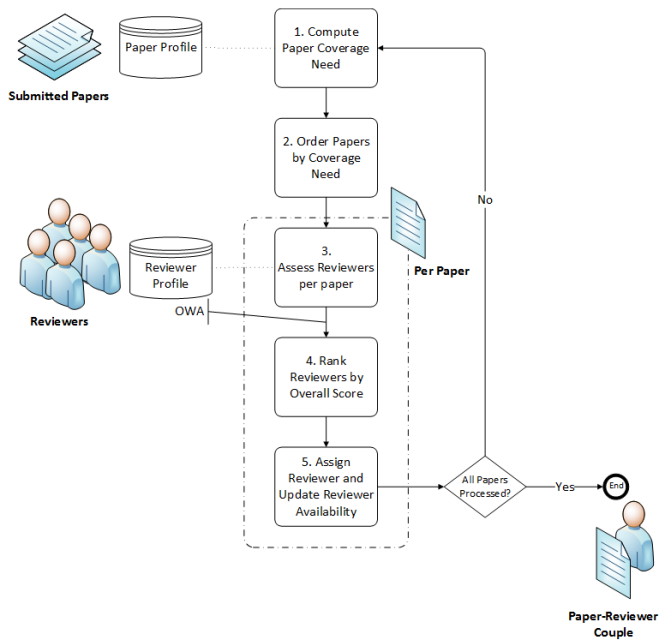 1. Compute
Paper Coverage
Need
Paper Profile
Submitted Papers
2. Order Papers
by Coverage
Need
No
3.
Assess Reviewers
per paper
Per Paper
Reviewer
Profile
OWA
Reviewers
4. Rank
Reviewers by
Overall Score
5. Assign
Reviewer and
Update Reviewer
Availability
All Papers
Processed?
Yes
End
Paper-Reviewer
Couple